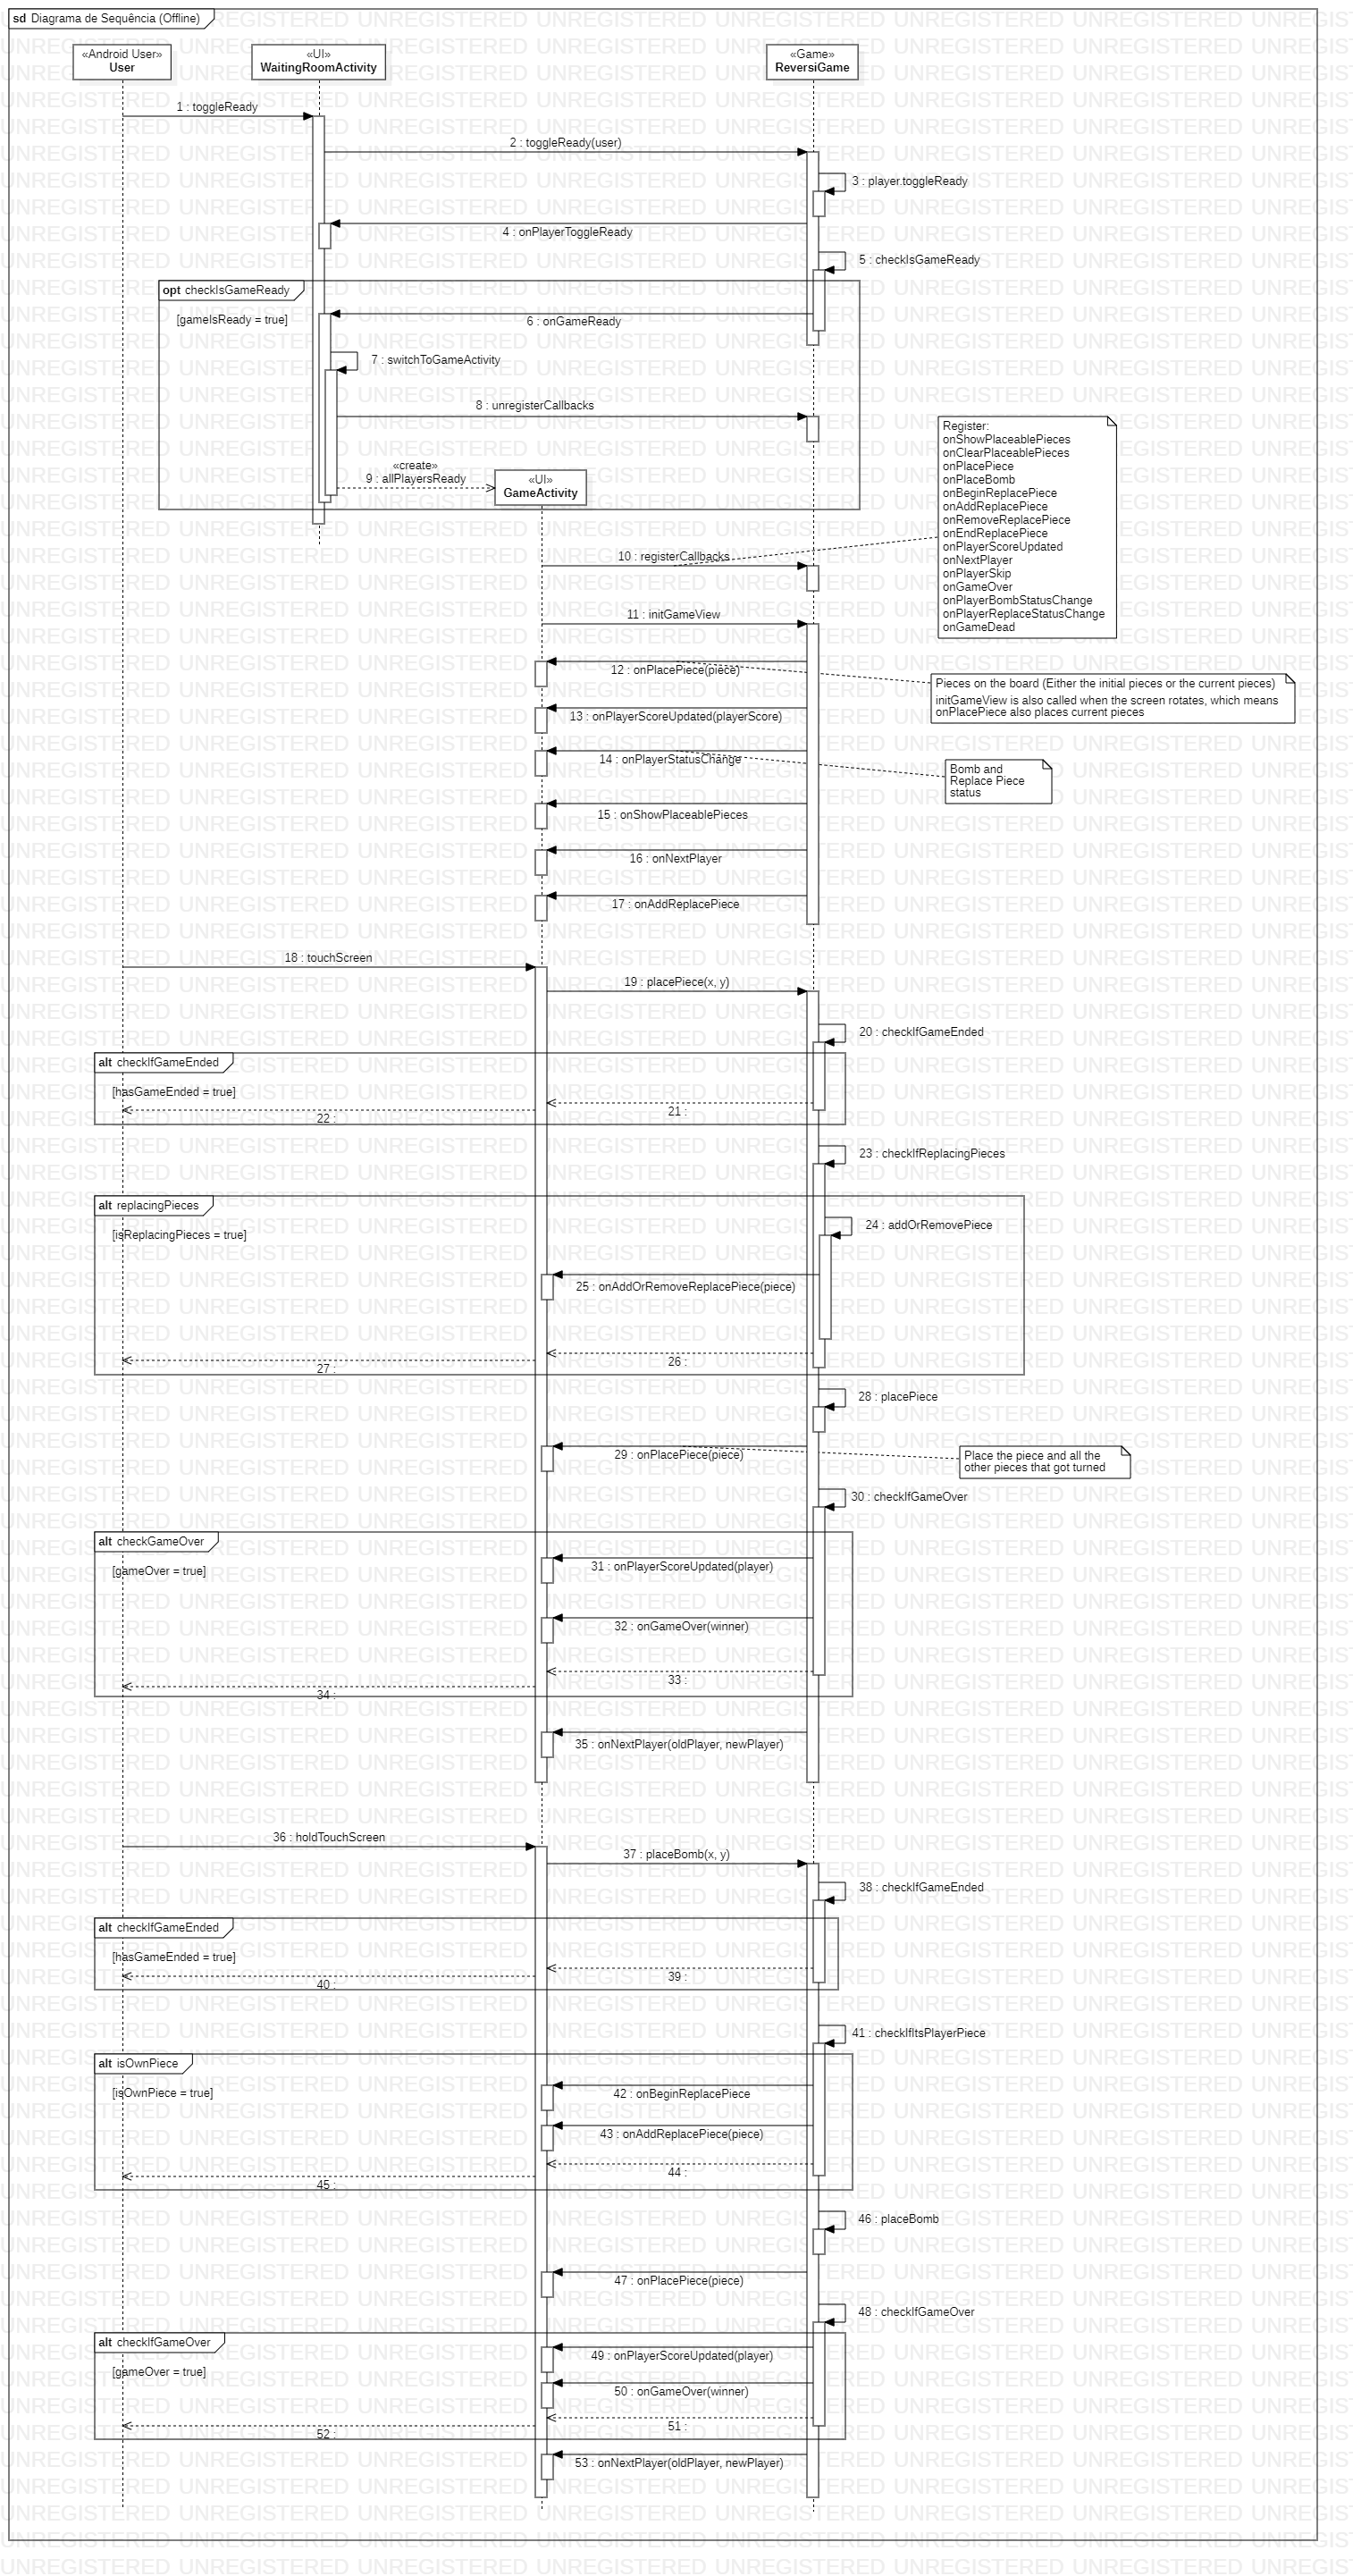 sd Diagrama de Sequência (Offline)
«Android User»
User
«UI»
WaitingRoomActivity
«Game»
ReversiGame
1 : toggleReady
2 : toggleReady(user)
3 : player.toggleReady
4 : onPlayerToggleReady
5 : checkIsGameReady
opt checkIsGameReady
[gameIsReady = true]
6 : onGameReady
7 : switchToGameActivity
8 : unregisterCallbacks
«create»
9 : allPlayersReady
«UI»
GameActivity
Register:
onShowPlaceablePieces
onClearPlaceablePieces
onPlacePiece
onPlaceBomb
onBeginReplacePiece
onAddReplacePiece
onRemoveReplacePiece
onEndReplacePiece
onPlayerScoreUpdated
onNextPlayer
onPlayerSkip
onGameOver
onPlayerBombStatusChange
onPlayerReplaceStatusChange
onGameDead
10 : registerCallbacks
11 : initGameView
12 : onPlacePiece(piece)
Pieces on the board (Either the initial pieces or the current pieces)
initGameView is also called when the screen rotates, which means
onPlacePiece also places current pieces
13 : onPlayerScoreUpdated(playerScore)
14 : onPlayerStatusChange
Bomb and
Replace Piece
status
15 : onShowPlaceablePieces
16 : onNextPlayer
17 : onAddReplacePiece
18 : touchScreen
19 : placePiece(x, y)
20 : checkIfGameEnded
alt checkIfGameEnded
[hasGameEnded = true]
21 :
22 :
23 : checkIfReplacingPieces
alt replacingPieces
[isReplacingPieces = true]
24 : addOrRemovePiece
25 : onAddOrRemoveReplacePiece(piece)
26 :
27 :
28 : placePiece
29 : onPlacePiece(piece)
Place the piece and all the
other pieces that got turned
30 : checkIfGameOver
alt checkGameOver
[gameOver = true]
31 : onPlayerScoreUpdated(player)
32 : onGameOver(winner)
33 :
34 :
35 : onNextPlayer(oldPlayer, newPlayer)
36 : holdTouchScreen
37 : placeBomb(x, y)
38 : checkIfGameEnded
alt checkIfGameEnded
[hasGameEnded = true]
39 :
40 :
41 : checkIfItsPlayerPiece
alt isOwnPiece
[isOwnPiece = true]
42 : onBeginReplacePiece
43 : onAddReplacePiece(piece)
44 :
45 :
46 : placeBomb
47 : onPlacePiece(piece)
48 : checkIfGameOver
alt checkIfGameOver
[gameOver = true]
49 : onPlayerScoreUpdated(player)
50 : onGameOver(winner)
51 :
52 :
53 : onNextPlayer(oldPlayer, newPlayer)